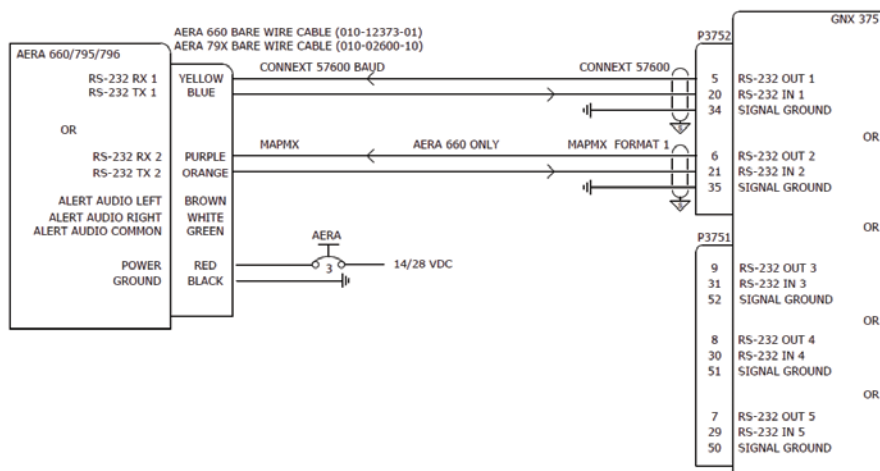 GNX 375
AERA 660 BARE WIRE CABLE (010-12373-01)
P3752
AERA 79X BARE WIRE CABLE (010-02600-10)
AERA 660/795/796
CONNEXT 57600 BAUD CONNEXT 57600
RS-232 RX 1 YELLOW 5 RS-232 OUT 1
RS-232 TX 1 BLUE 20 RS-232 IN 1
34 SIGNAL GROUND
OR OR
MAPMX AERA 660 ONLY MAPMX FORMAT 1
RS-232 RX 2 PURPLE 6 RS-232 OUT 2
RS-232 TX 2 ORANGE 21 RS-232 IN 2
35 SIGNAL GROUND
ALERT AUDIO LEFT BROWN
ALERT AUDIO RIGHT WHITE
OR
ALERT AUDIO COMMON GREEN
AERA P3751
POWER RED 3 14/28 VDC 9 RS-232 OUT 3
GROUND BLACK 31 RS-232 IN 3
52 SIGNAL GROUND
OR
8 RS-232 OUT 4
30 RS-232 IN 4
51 SIGNAL GROUND
OR
7 RS-232 OUT 5
29 RS-232 IN 5
50 SIGNAL GROUND